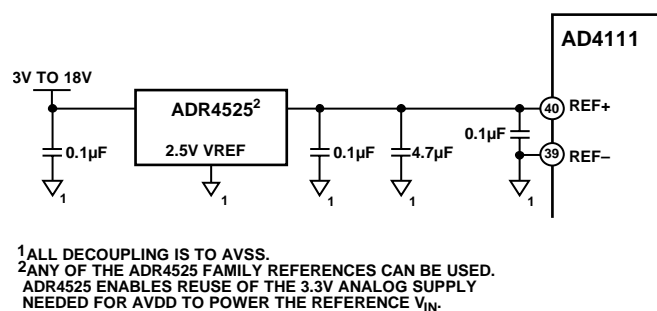 AD4111
3V TO 18V
ADR4525²
2.5V VREF
0.1µF
0.1µF
4.7µF
0.1µF
40 REF+
39 REF–
1
1
1
1
1
¹ALL DECOUPLING IS TO AVSS.
²ANY OF THE ADR4525 FAMILY REFERENCES CAN BE USED.
ADR4525 ENABLES REUSE OF THE 3.3V ANALOG SUPPLY
NEEDED FOR AVDD TO POWER THE REFERENCE VIN.